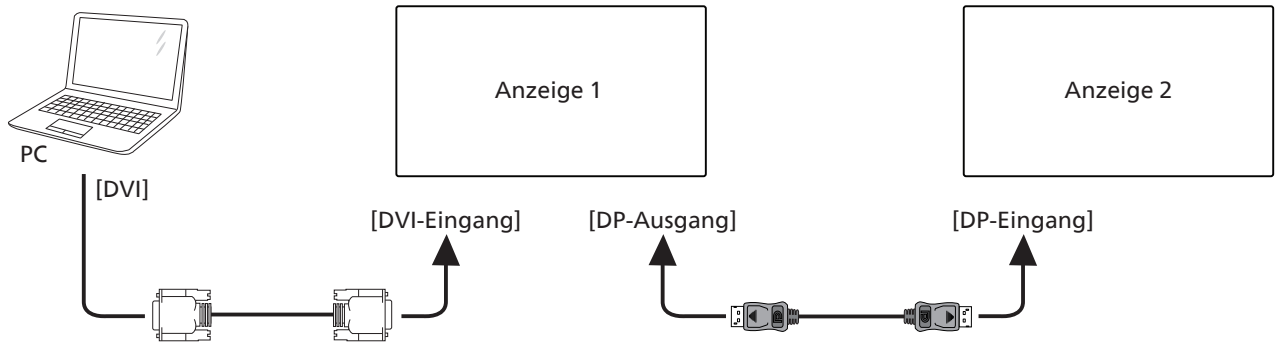 Anzeige 1
Anzeige 2
PC
[DVI]
[DVI-Eingang]
[DP-Ausgang]
[DP-Eingang]